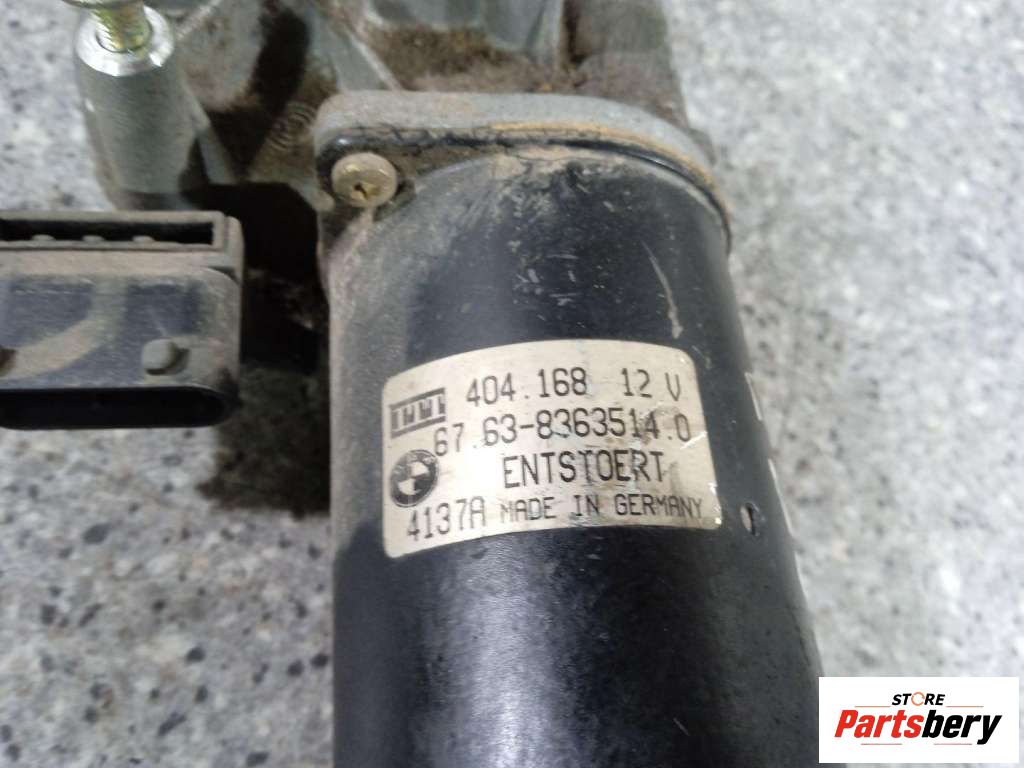 404.168 12 V
67.63-8363514.0
ENTSTOERT
4137A MADE IN GERMANY
STORE
Partsbery